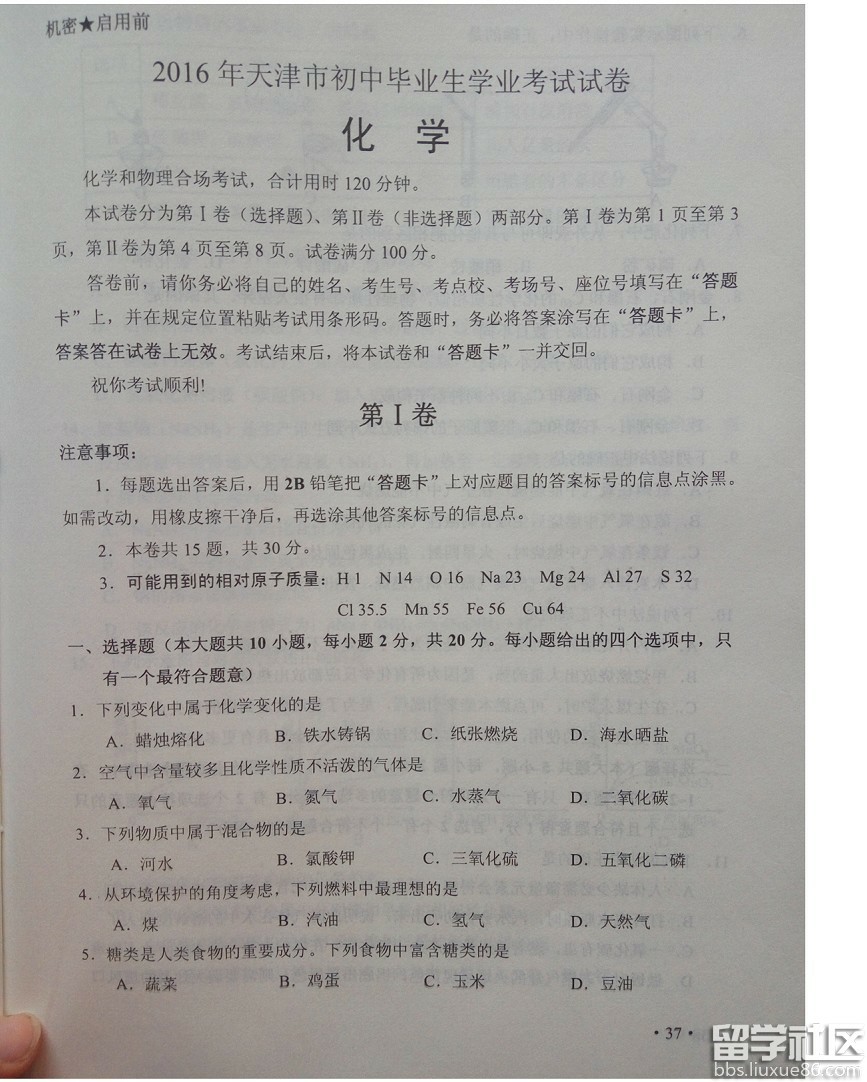 机密★启用前
2016 年天津市初中毕业生学业考试试卷
化 学
化学和物理合场考试，合计用时 120 分钟。
本试卷分为第Ⅰ卷（选择题）、第Ⅱ卷（非选择题）两部分。第Ⅰ卷为第 1 页至第 3
页，第Ⅱ卷为第 4 页至第 8 页。试卷满分 100 分。
答卷前，请你务必将自己的姓名、考生号、考点校、考场号、座位号填写在“答题
卡”上，并在规定位置粘贴考试用条形码。答题时，务必将答案涂写在“答题卡”上，
答案答在试卷上无效。考试结束后，将本试卷和“答题卡”一并交回。
祝你考试顺利!
第Ⅰ卷
注意事项：
1．每题选出答案后，用 2B 铅笔把“答题卡”上对应题目的答案标号的信息点涂黑。
如需改动，用橡皮擦干净后，再选涂其他答案标号的信息点。
2．本卷共 15 题，共 30 分。
3．可能用到的相对原子质量：H 1 N 14 O 16 Na 23 Mg 24 Al 27 S 32
Cl 35.5 Mn 55 Fe 56 Cu 64
一、选择题（本大题共 10 小题，每小题 2 分，共 20 分。每小题给出的四个选项中，只
有一个最符合题意）
1．下列变化中属于化学变化的是
A．蜡烛熔化 B．铁水铸锅 C．纸张燃烧 D．海水晒盐
2．空气中含量较多且化学性质不活泼的气体是
A．氧气 B．氮气 C．水蒸气 D．二氧化碳
3．下列物质中属于混合物的是
A．河水 B．氯酸钾 C．三氧化硫 D．五氧化二磷
4．从环境保护的角度考虑，下列燃料中最理想的是
A．煤 B．汽油 C．氢气 D．天然气
5．糖类是人类食物的重要成分。下列食物中富含糖类的是
A．蔬菜 B．鸡蛋 C．玉米 D．豆油
·37·
留学社区
bbs.liuxue86.com